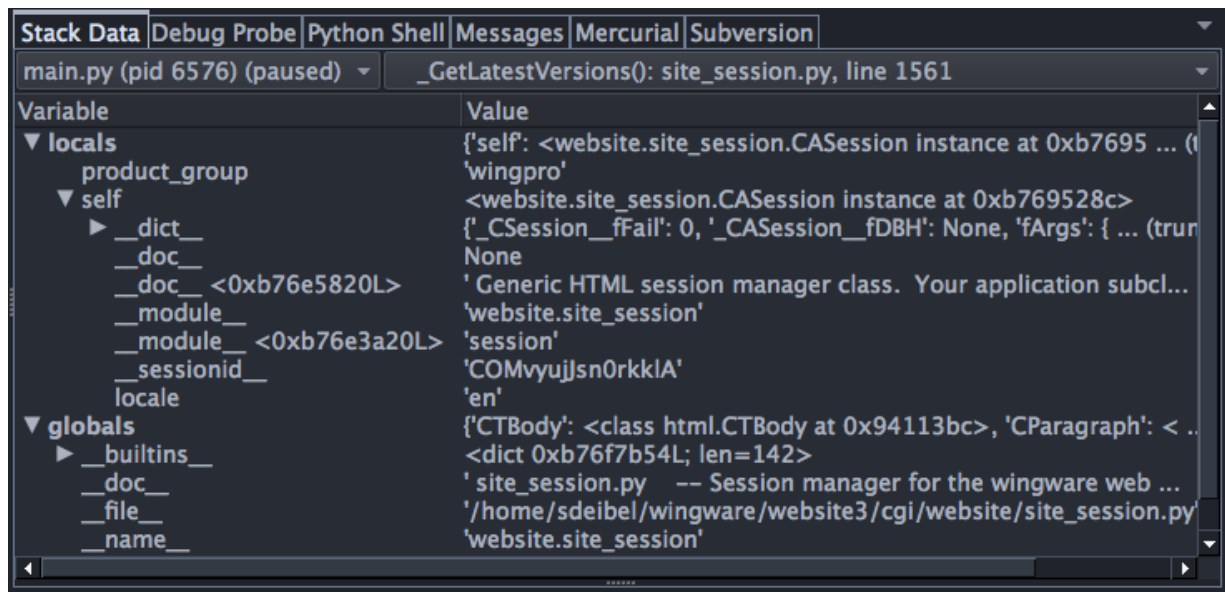 Stack Data Debug Probe Python Shell Messages Mercurial Subversion
main.py (pid 6576) (paused) _GetLatestVersions(): site_session.py, line 1561
Variable Value
locals {'self': <website.site_session.CASession instance at 0xb7695 ... (t
product_group 'wingpro'
self <website.site_session.CASession instance at 0xb769528c>
__dict__ {'_CSession__fFail': 0, '_CASession__fDBH': None, 'fArgs': { ... (trun
__doc__ None
__doc__ <0xb76e5820L> ' Generic HTML session manager class.  Your application subcl...
__module__ 'website.site_session'
__module__ <0xb76e3a20L> 'session'
__sessionid__ 'COMvyujJsn0rkklA'
locale 'en'
globals {'CTBody': <class html.CTBody at 0x94113bc>, 'CParagraph': < ..
__builtins__ <dict 0xb76f7b54L; len=142>
__doc__ ' site_session.py   -- Session manager for the wingware web ...
__file__ '/home/sdeibel/wingware/website3/cgi/website/site_session.py'
__name__ 'website.site_session'